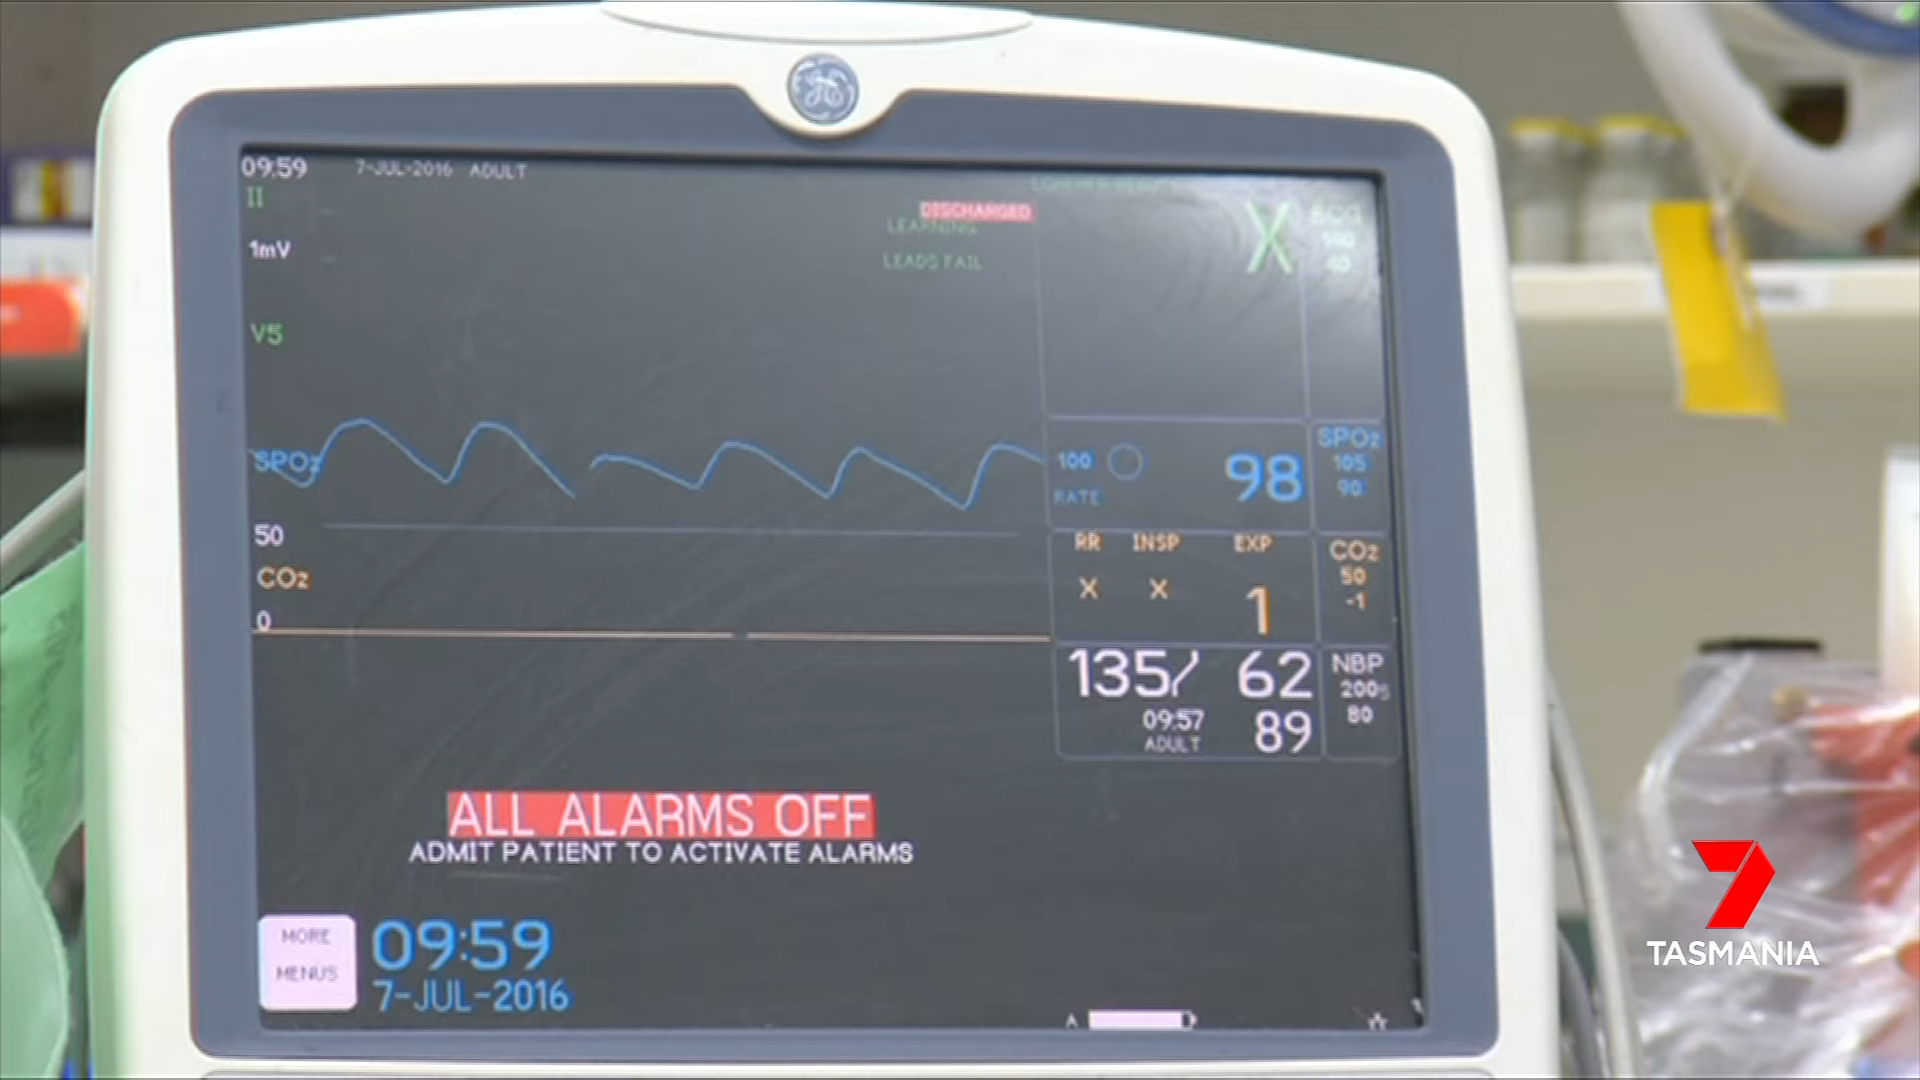 09:59 7-JUL-2016 ADULT
II
DISCHARGED
LEARNING
LEADS FAIL
X
ECG
1mV
V5
SPO2
100
RATE
98
SPO2
105
90
50
CO2
0
RR INSP EXP
X X 1
CO2
50
-1
135/ 62
09:57
ADULT
89
NBP
200s
80
ALL ALARMS OFF
ADMIT PATIENT TO ACTIVATE ALARMS
MORE
MENUS
09:59
7-JUL-2016
A
GE
7
TASMANIA